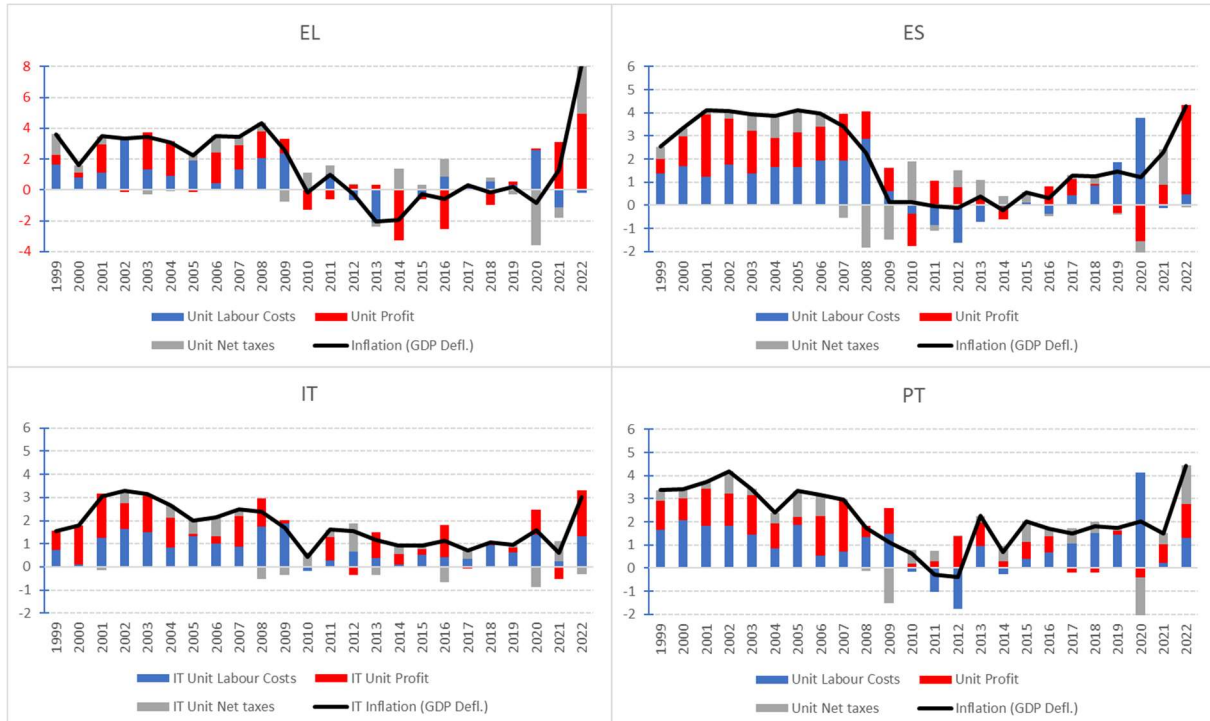 EL
8
6
4
2
0
-2
-4
1999 2000 2001 2002 2003 2004 2005 2006 2007 2008 2009 2010 2011 2012 2013 2014 2015 2016 2017 2018 2019 2020 2021 2022
Unit Labour Costs Unit Profit
Unit Net taxes Inflation (GDP Defl.)
ES
6
5
4
3
2
1
0
-1
-2
1999 2000 2001 2002 2003 2004 2005 2006 2007 2008 2009 2010 2011 2012 2013 2014 2015 2016 2017 2018 2019 2020 2021 2022
Unit Labour Costs Unit Profit
Unit Net taxes Inflation (GDP Defl.)
IT
6
5
4
3
2
1
0
-1
-2
1999 2000 2001 2002 2003 2004 2005 2006 2007 2008 2009 2010 2011 2012 2013 2014 2015 2016 2017 2018 2019 2020 2021 2022
IT Unit Labour Costs IT Unit Profit
IT Unit Net taxes IT Inflation (GDP Defl.)
PT
6
5
4
3
2
1
0
-1
-2
1999 2000 2001 2002 2003 2004 2005 2006 2007 2008 2009 2010 2011 2012 2013 2014 2015 2016 2017 2018 2019 2020 2021 2022
Unit Labour Costs Unit Profit
Unit Net taxes Inflation (GDP Defl.)